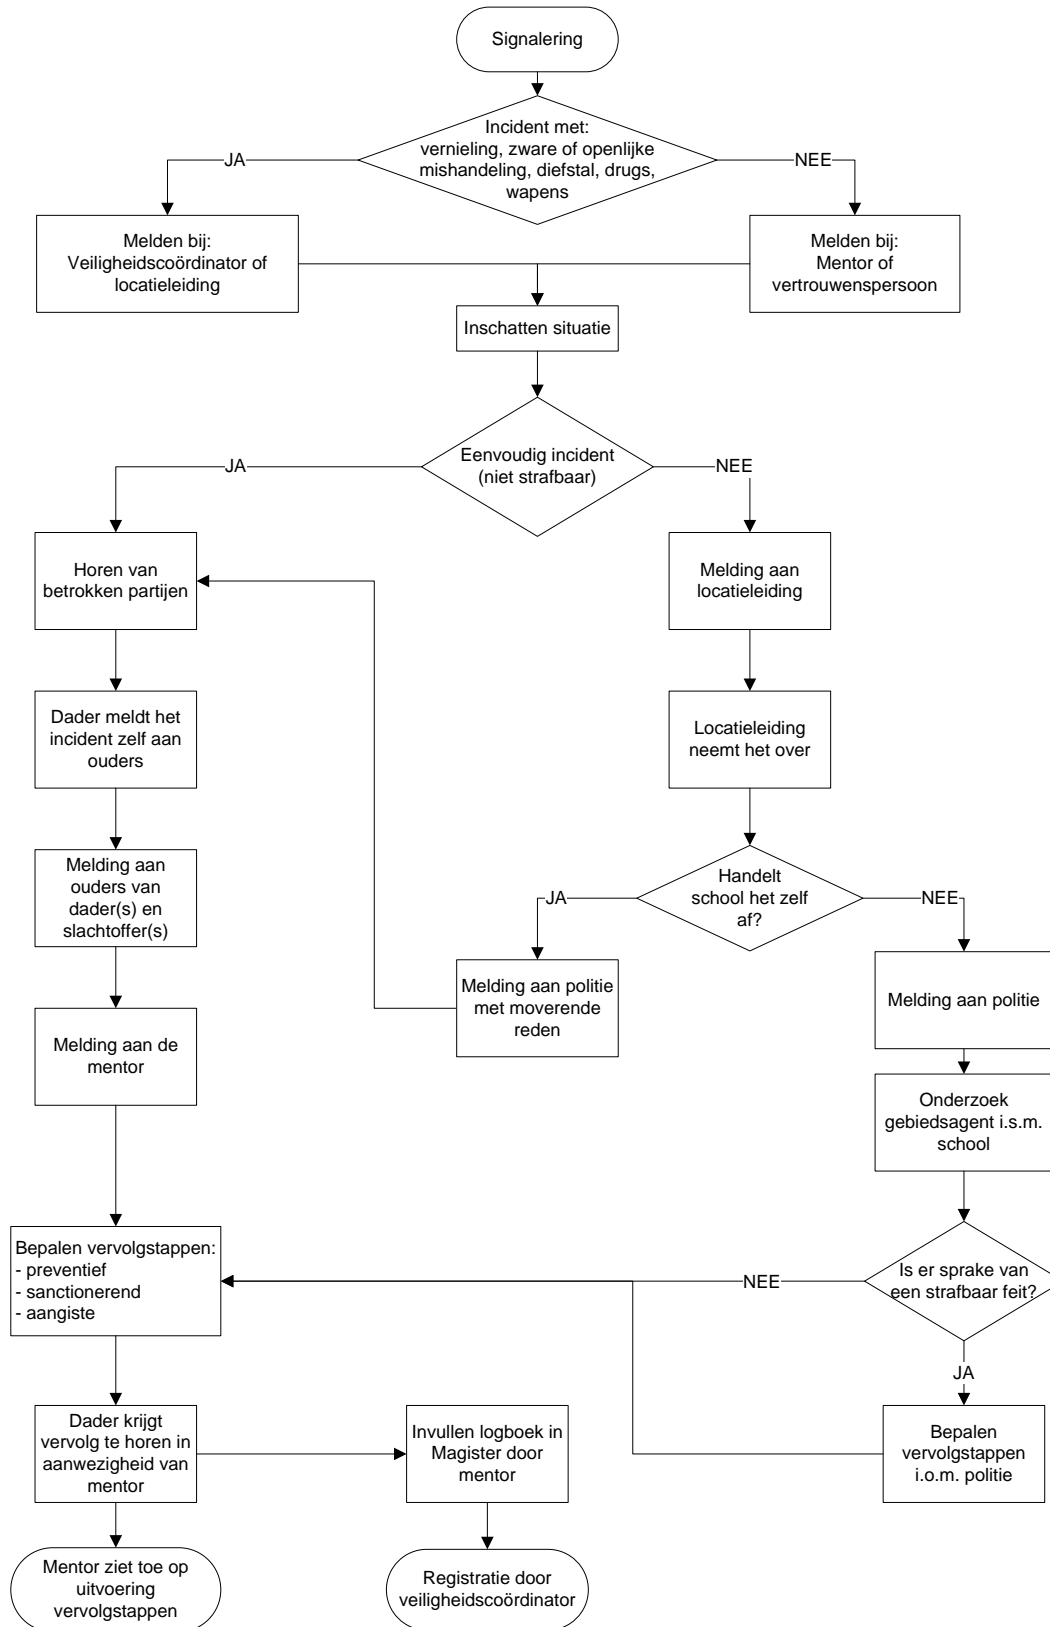 Signalering
Incident met:
vernieling, zware of openlijke
mishandeling, diefstal, drugs,
wapens
JA
NEE
Melden bij:
Veiligheidscoördinator of
locatieleiding
Melden bij:
Mentor of
vertrouwenspersoon
Inschatten situatie
Eenvoudig incident
(niet strafbaar)
JA
NEE
Horen van
betrokken partijen
Melding aan
locatieleiding
Dader meldt het
incident zelf aan
ouders
Locatieleiding
neemt het over
Melding aan
ouders van
dader(s) en
slachtoffer(s)
Handelt
school het zelf
af?
JA
NEE
Melding aan politie
met moverende
reden
Melding aan politie
Melding aan de
mentor
Onderzoek
gebiedsagent i.s.m.
school
Bepalen vervolgstappen:
- preventief
- sanctionerend
- aangiste
NEE
Is er sprake van
een strafbaar feit?
JA
Dader krijgt
vervolg te horen in
aanwezigheid van
mentor
Invullen logboek in
Magister door
mentor
Bepalen
vervolgstappen
i.o.m. politie
Mentor ziet toe op
uitvoering
vervolgstappen
Registratie door
veiligheidscoördinator